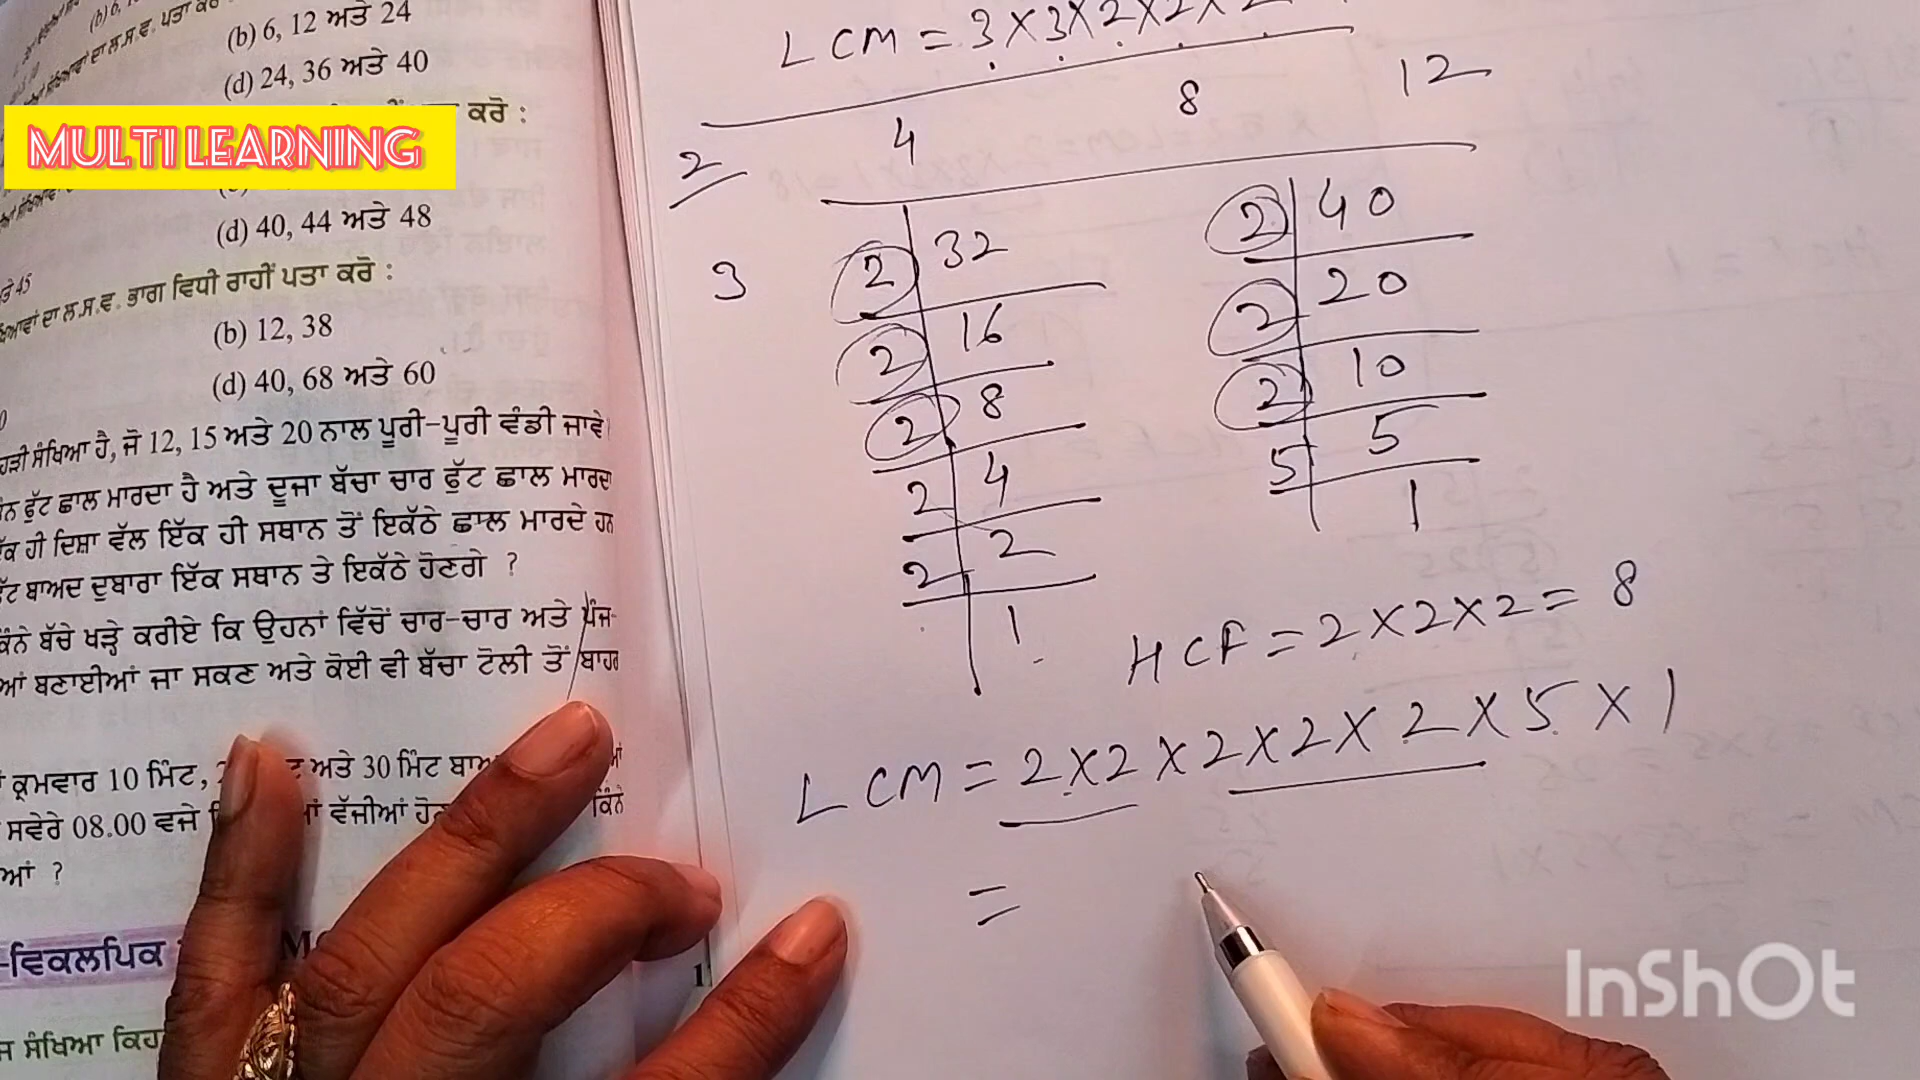 (b) 6, 12 ਅਤੇ 24
ਦਾ ਲ.ਸ.ਵ. ਪਤਾ ਕਰੋ
(d) 24, 36 ਅਤੇ 40
ਕਰੋ :
MULTI LEARNING
(d) 40, 44 ਅਤੇ 48
45
ਦਾ ਲ.ਸ.ਵ. ਭਾਗ ਵਿਧੀ ਰਾਹੀਂ ਪਤਾ ਕਰੋ :
(b) 12, 38
(d) 40, 68 ਅਤੇ 60
ਸੰਖਿਆ ਹੈ, ਜੋ 12, 15 ਅਤੇ 20 ਨਾਲ ਪੂਰੀ-ਪੂਰੀ ਵੰਡੀ ਜਾਵੇ
ਫੁੱਟ ਛਾਲ ਮਾਰਦਾ ਹੈ ਅਤੇ ਦੂਜਾ ਬੱਚਾ ਚਾਰ ਫੁੱਟ ਛਾਲ ਮਾਰਦਾ
ਹੀ ਦਿਸ਼ਾ ਵੱਲ ਇੱਕ ਹੀ ਸਥਾਨ ਤੋਂ ਇਕੱਠੇ ਛਾਲ ਮਾਰਦੇ ਹਨ
ਬਾਅਦ ਦੁਬਾਰਾ ਇੱਕ ਸਥਾਨ ਤੇ ਇਕੱਠੇ ਹੋਣਗੇ ?
ਕਿੰਨੇ ਬੱਚੇ ਖੜ੍ਹੇ ਕਰੀਏ ਕਿ ਉਹਨਾਂ ਵਿੱਚੋਂ ਚਾਰ-ਚਾਰ ਅਤੇ ਪੰਜ-
ਬਣਾਈਆਂ ਜਾ ਸਕਣ ਅਤੇ ਕੋਈ ਵੀ ਬੱਚਾ ਟੋਲੀ ਤੋਂ ਬਾਹਰ
ਕ੍ਰਮਵਾਰ 10 ਮਿੰਟ, ਅਤੇ 30 ਮਿੰਟ
ਸਵੇਰੇ 08.00 ਵਜੇ ਵੱਜੀਆਂ ਕਿੰਨੇ
?
-ਵਿਕਲਪਿਕ
ਸੰਖਿਆ
LCM = 3×3×2×2×2
2 4 8 12
3
2 32
2 16
2 8
2 4
2 2
1
2 40
2 20
2 10
5 5
1
HCF = 2×2×2 = 8
LCM = 2×2×2×2×2×5×1
=
InShOt